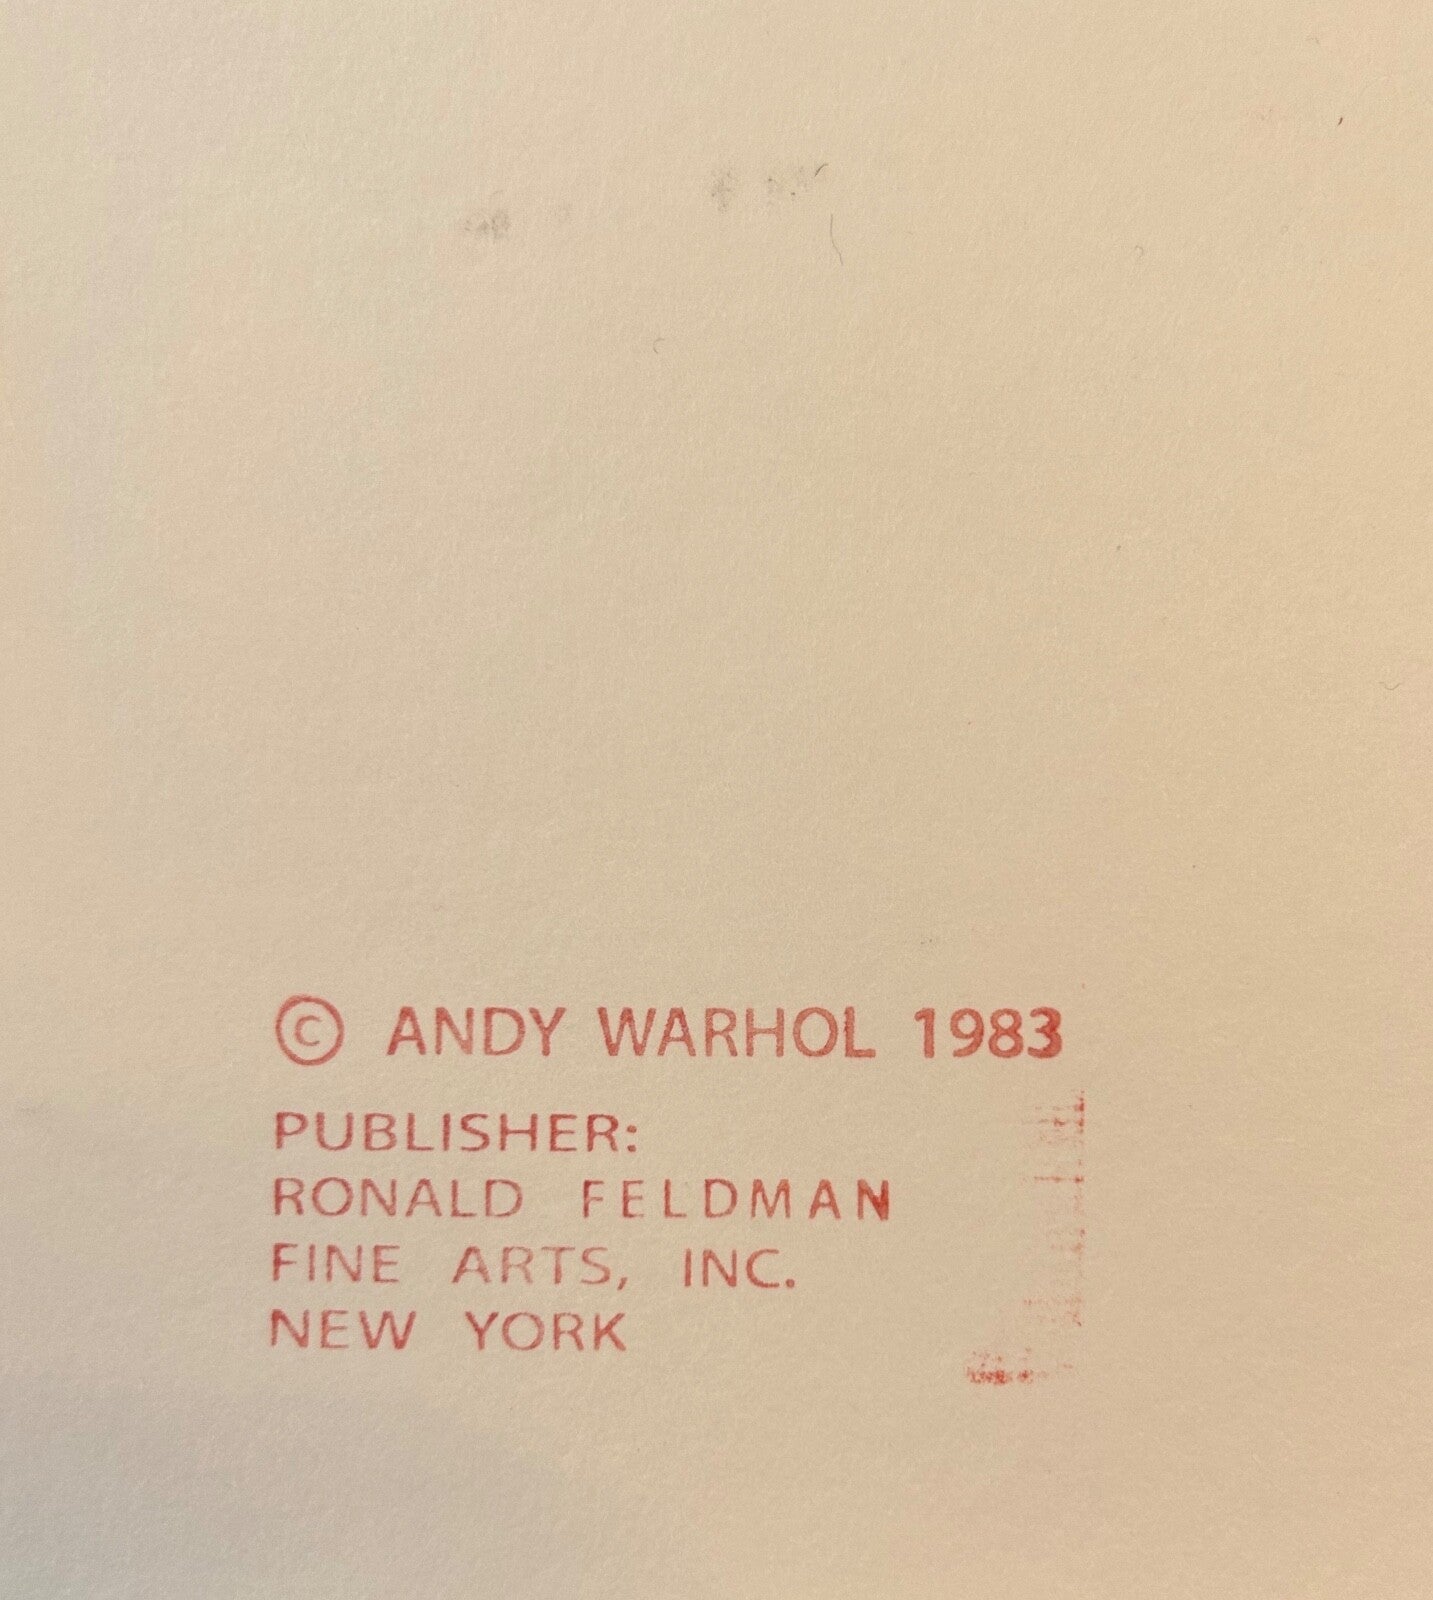 © ANDY WARHOL 1983
PUBLISHER:
RONALD FELDMAN
FINE ARTS, INC.
NEW YORK